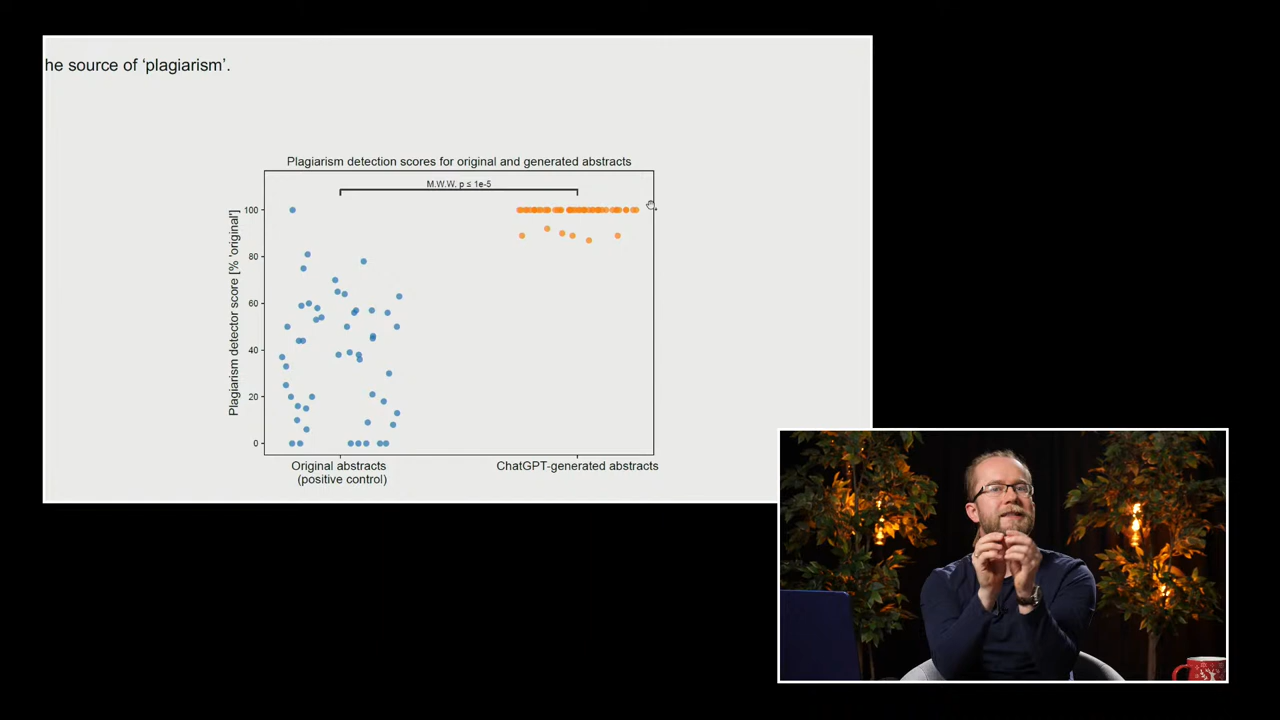 he source of ‘plagiarism’.
Plagiarism detection scores for original and generated abstracts
M.W.W. p ≤ 1e-5
Plagiarism detector score [% 'original']
100
80
60
40
20
0
Original abstracts
(positive control)
ChatGPT-generated abstracts